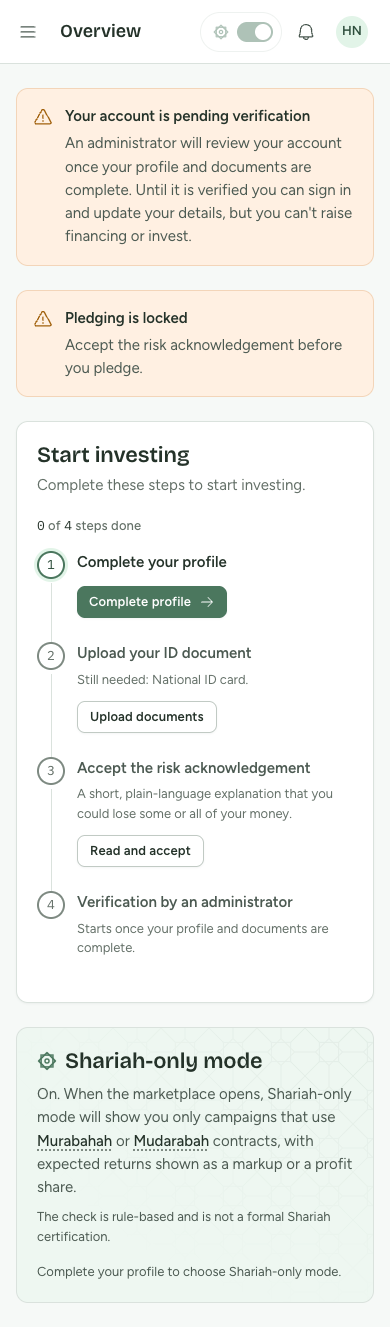 Overview
HN
Your account is pending verification
An administrator will review your account
once your profile and documents are
complete. Until it is verified you can sign in
and update your details, but you can't raise
financing or invest.
Pledging is locked
Accept the risk acknowledgement before
you pledge.
Start investing
Complete these steps to start investing.
0 of 4 steps done
1 Complete your profile
Complete profile →
2 Upload your ID document
Still needed: National ID card.
Upload documents
3 Accept the risk acknowledgement
A short, plain-language explanation that you
could lose some or all of your money.
Read and accept
4 Verification by an administrator
Starts once your profile and documents are
complete.
Shariah-only mode
On. When the marketplace opens, Shariah-only
mode will show you only campaigns that use
Murabahah or Mudarabah contracts, with
expected returns shown as a markup or a profit
share.
The check is rule-based and is not a formal Shariah
certification.
Complete your profile to choose Shariah-only mode.